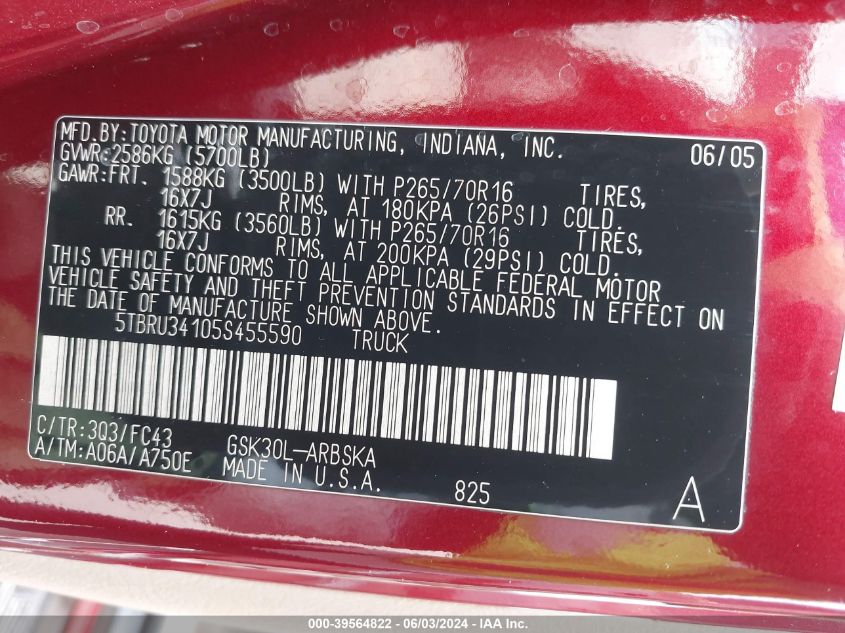 MFD.BY:TOYOTA MOTOR MANUFACTURING, INDIANA, INC. 06/05
GVWR:2586KG (5700LB)
GAWR:FRT. 1588KG (3500LB) WITH P265/70R16 TIRES,
16X7J RIMS, AT 180KPA (26PSI) COLD.
RR. 1615KG (3560LB) WITH P265/70R16 TIRES,
16X7J RIMS, AT 200KPA (29PSI) COLD.
THIS VEHICLE CONFORMS TO ALL APPLICABLE FEDERAL MOTOR
VEHICLE SAFETY AND THEFT PREVENTION STANDARDS IN EFFECT ON
THE DATE OF MANUFACTURE SHOWN ABOVE.
5TBRU34105S455590 TRUCK
C/TR:3Q3/FC43 GSK30L-ARBSKA
A/TM:A06A/A750E MADE IN U.S.A. 825 A
000-39564822 - 06/03/2024 - IAA Inc.